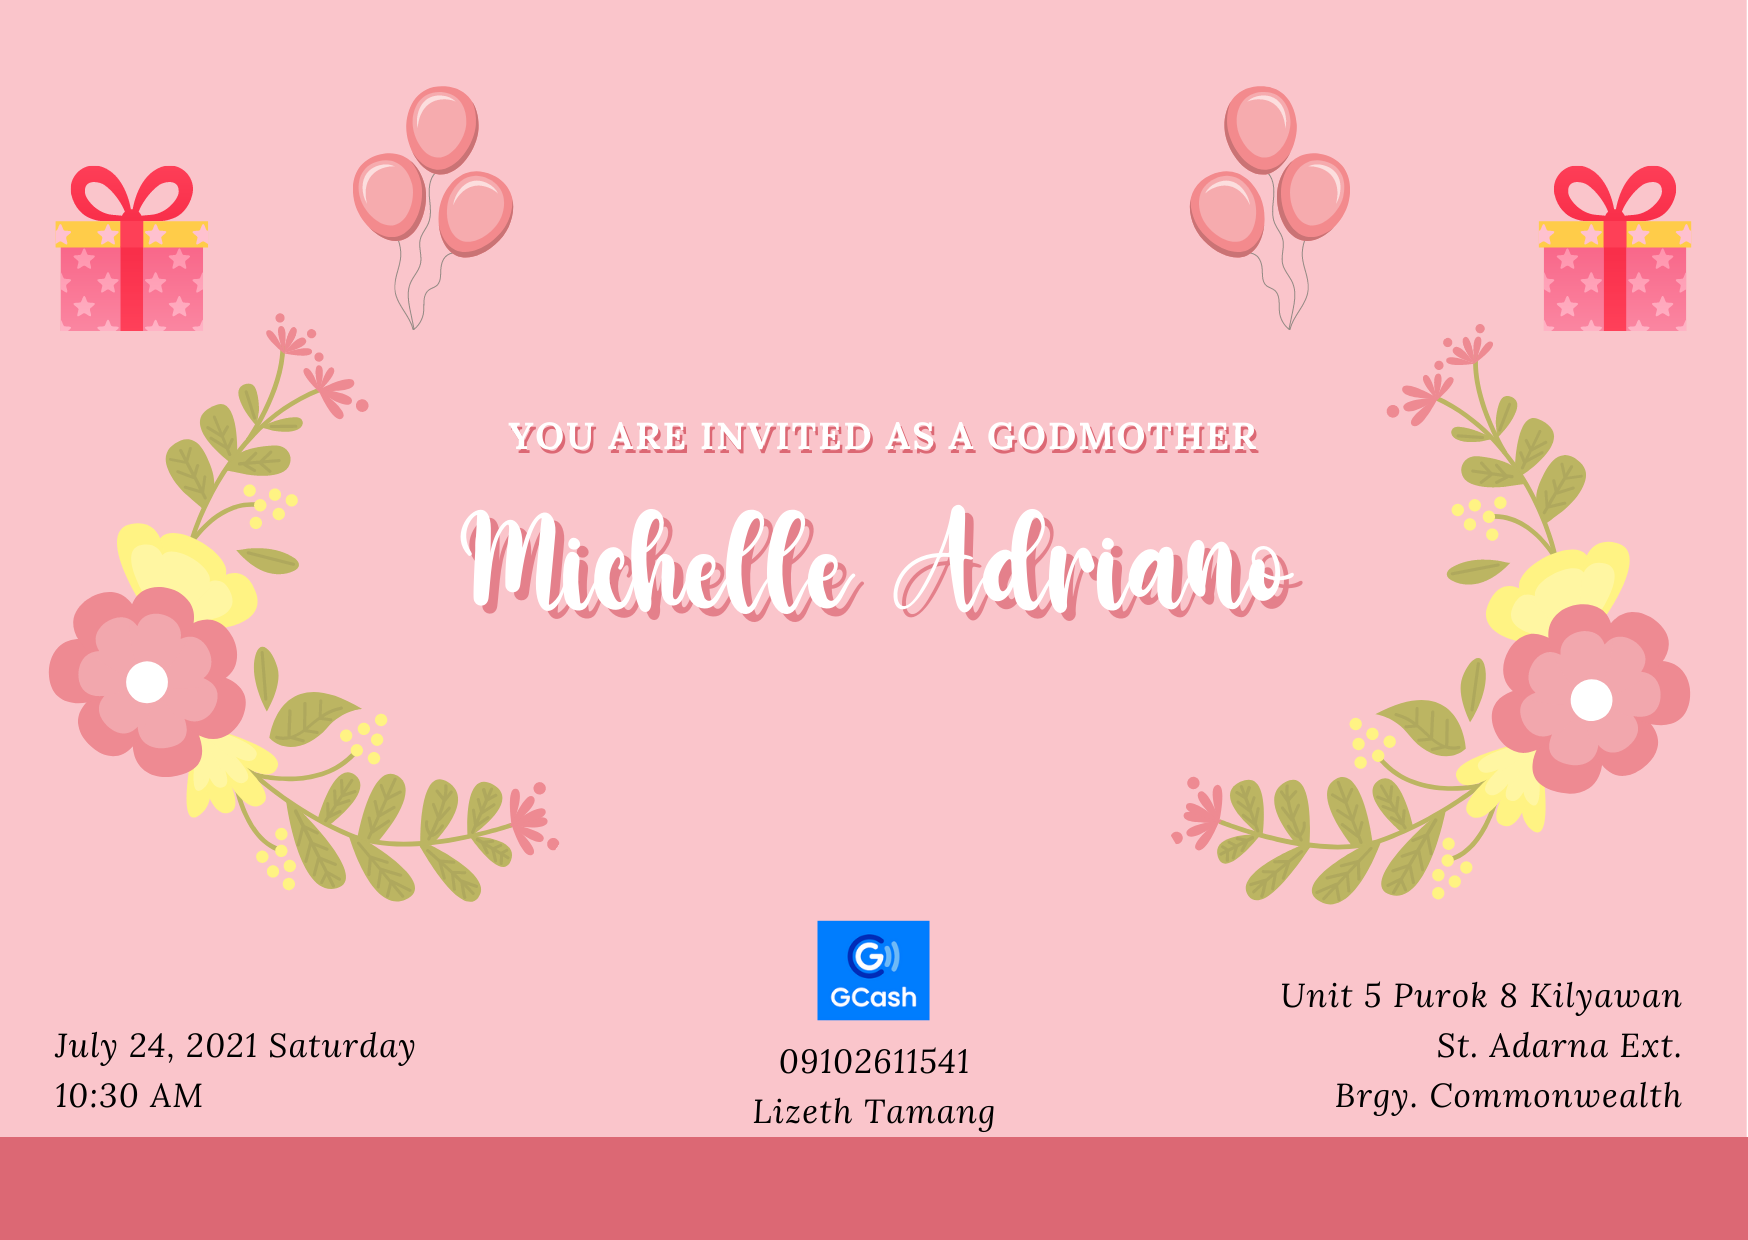 YOU ARE INVITED AS A GODMOTHER
Michelle Adriano
GCash
July 24, 2021 Saturday
10:30 AM
09102611541
Lizeth Tamang
Unit 5 Purok 8 Kilyawan
St. Adarna Ext.
Brgy. Commonwealth